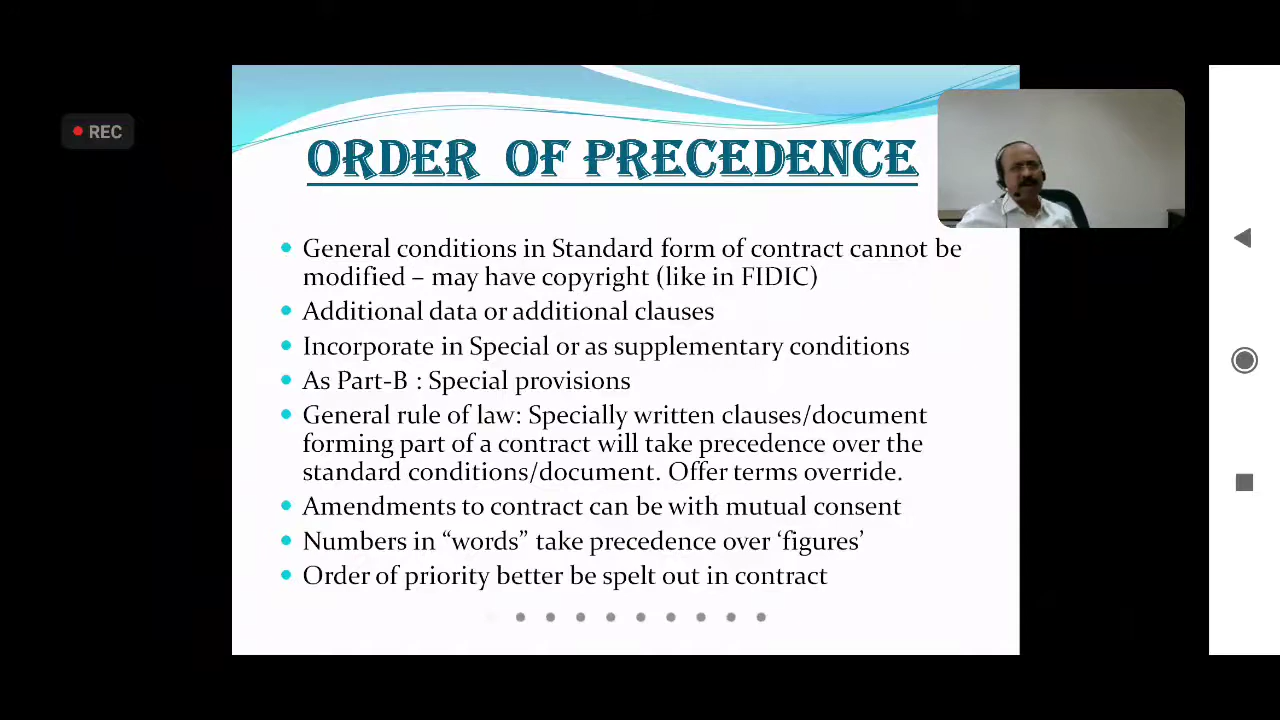 REC
ORDER OF PRECEDENCE
General conditions in Standard form of contract cannot be
modified – may have copyright (like in FIDIC)
Additional data or additional clauses
Incorporate in Special or as supplementary conditions
As Part-B : Special provisions
General rule of law: Specially written clauses/document
forming part of a contract will take precedence over the
standard conditions/document. Offer terms override.
Amendments to contract can be with mutual consent
Numbers in “words” take precedence over ‘figures’
Order of priority better be spelt out in contract